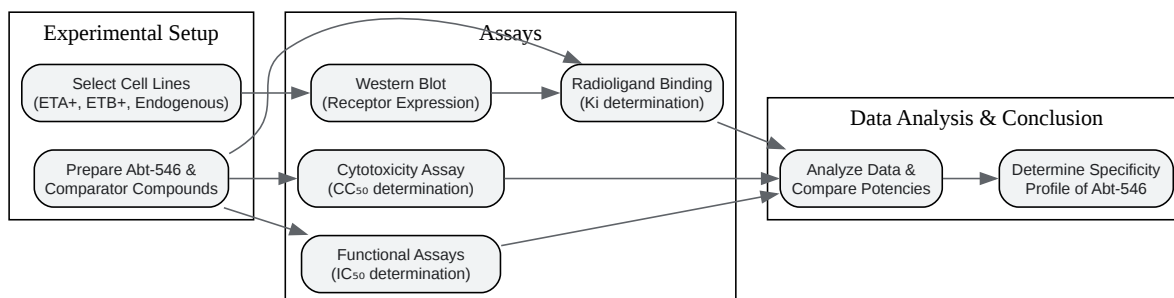 Experimental Setup
Select Cell Lines
(ETA+, ETB+, Endogenous)
Prepare Abt-546 &
Comparator Compounds
Assays
Western Blot
(Receptor Expression)
Radioligand Binding
(Ki determination)
Cytotoxicity Assay
(CC₅₀ determination)
Functional Assays
(IC₅₀ determination)
Data Analysis & Conclusion
Analyze Data &
Compare Potencies
Determine Specificity
Profile of Abt-546